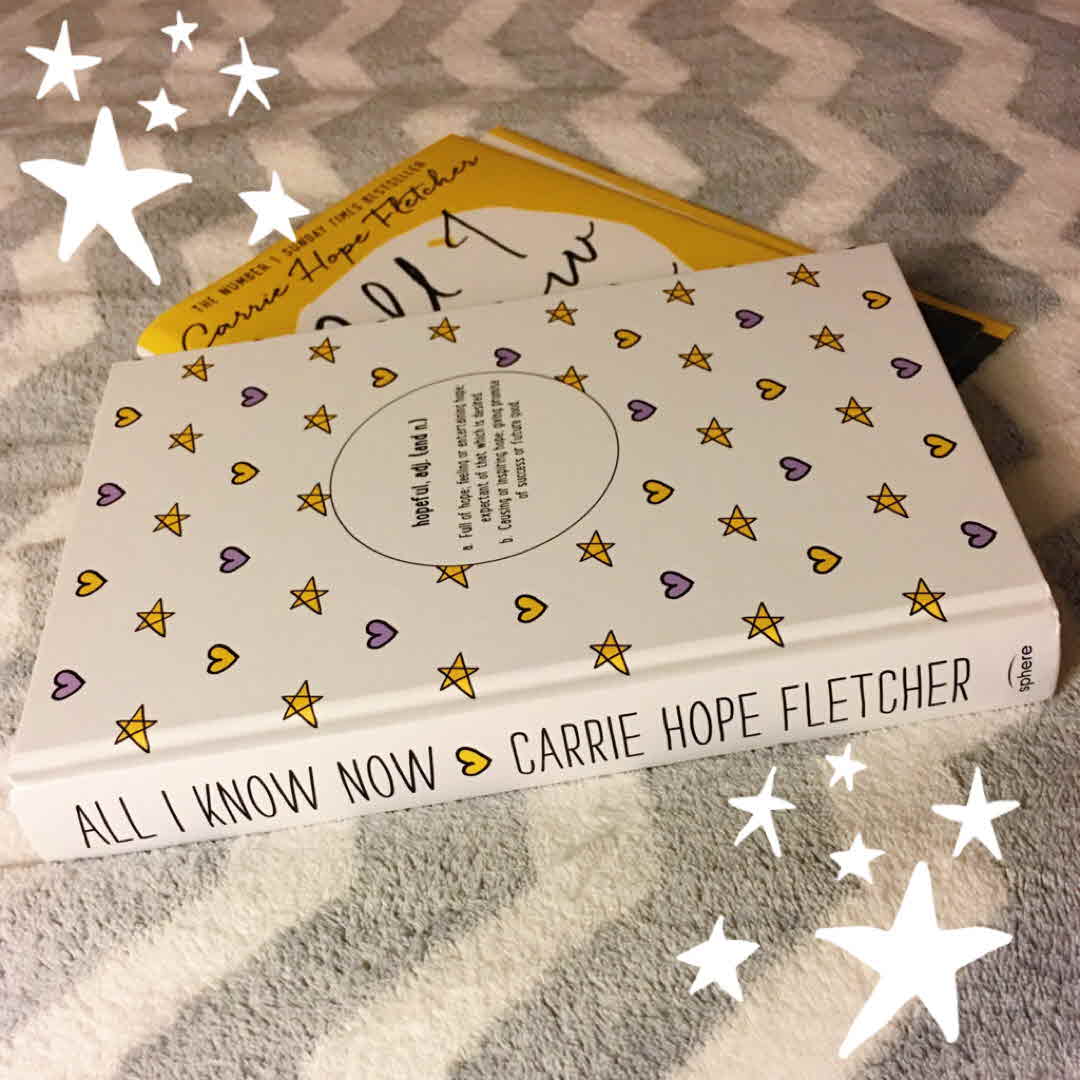 THE NUMBER 1 SUNDAY TIMES BESTSELLER
Carrie Hope Fletcher
All I
hopeful, adj. (and n.)
a. Full of hope; feeling or entertaining hope;
expectant of that which is desired
b. Causing or inspiring hope; giving promise
of success or future good
ALL I KNOW NOW CARRIE HOPE FLETCHER
sphere